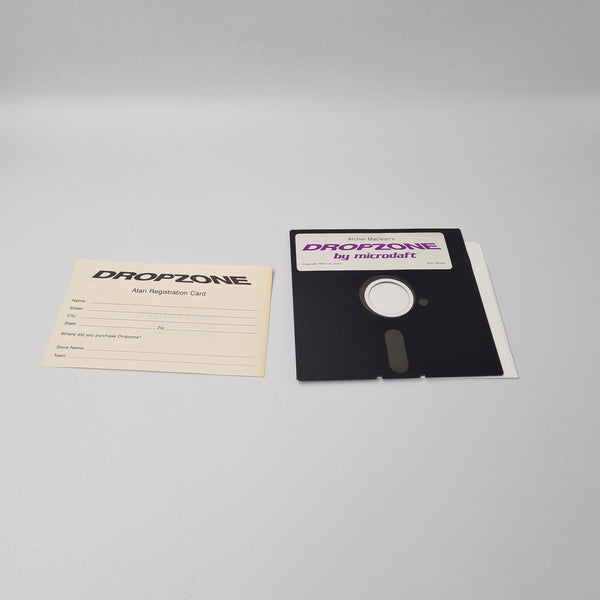 DROPZONE
Atari Registration Card
Name:
Street:
City:
State: Zip:
Where did you purchase Dropzone?
Store Name:
Town:
Archer Maclean's
DROPZONE
by microdaft
Copyright